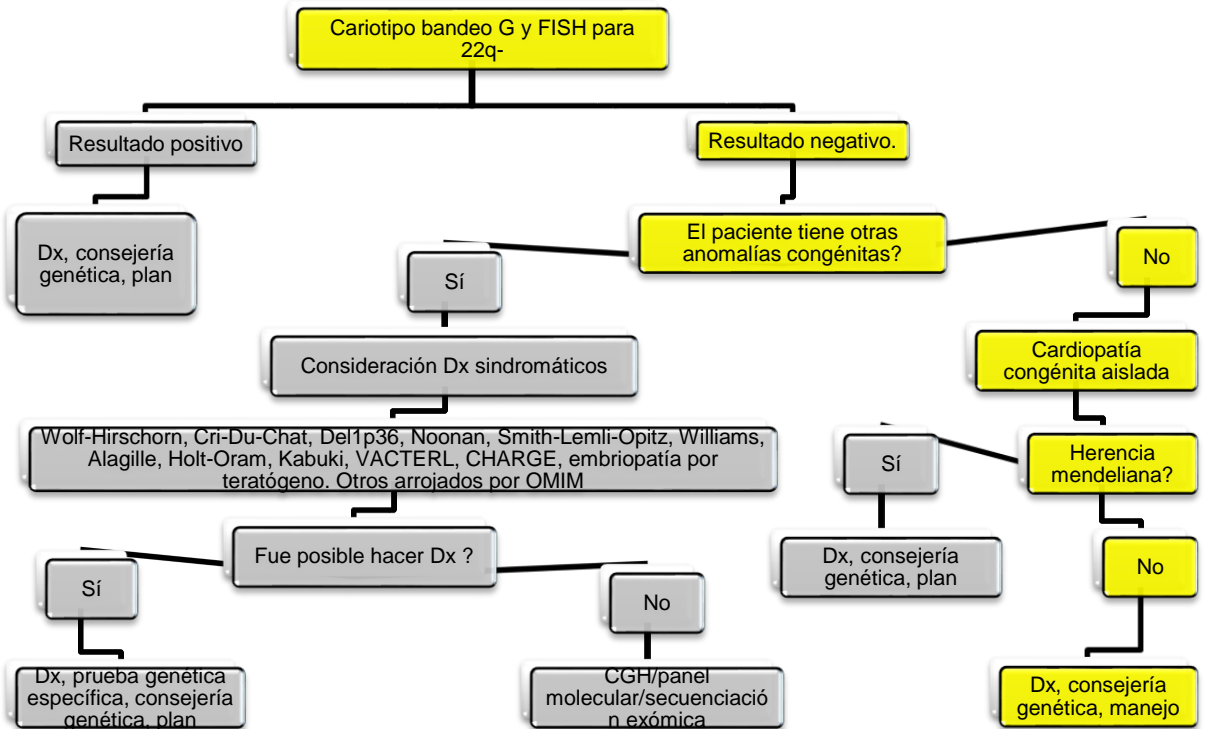 Cariotipo bandeo G y FISH para
22q-
Resultado positivo
Resultado negativo.
Dx, consejería
genética, plan
El paciente tiene otras
anomalías congénitas?
Sí
No
Consideración Dx sindromáticos
Cardiopatía
congénita aislada
Wolf-Hirschorn, Cri-Du-Chat, Del1p36, Noonan, Smith-Lemli-Opitz, Williams,
Alagille, Holt-Oram, Kabuki, VACTERL, CHARGE, embriopatía por
teratógeno. Otros arrojados por OMIM
Sí
Herencia
mendeliana?
Fue posible hacer Dx ?
Dx, consejería
genética, plan
No
Sí
No
Dx, prueba genética
específica, consejería
genética, plan
CGH/panel
molecular/secuenciació
n exómica
Dx, consejería
genética, manejo